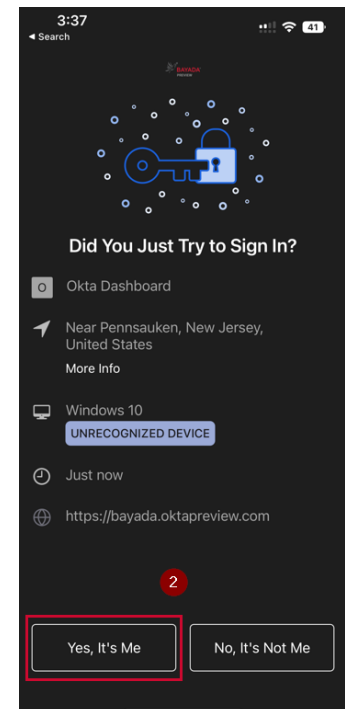 3:37
41
◀ Search
BAYADA
PREVIEW
Did You Just Try to Sign In?
O
Okta Dashboard
Near Pennsauken, New Jersey,
United States
More Info
Windows 10
UNRECOGNIZED DEVICE
Just now
https://bayada.oktapreview.com
2
Yes, It's Me
No, It's Not Me